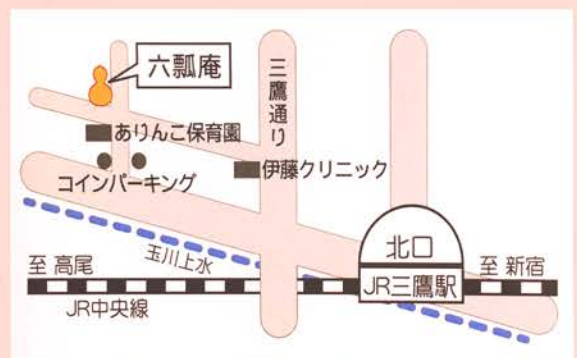 六瓢庵
三鷹通り
ありんこ保育園
伊藤クリニック
コインパーキング
北口
至 高尾
玉川上水
JR三鷹駅
至 新宿
JR中央線